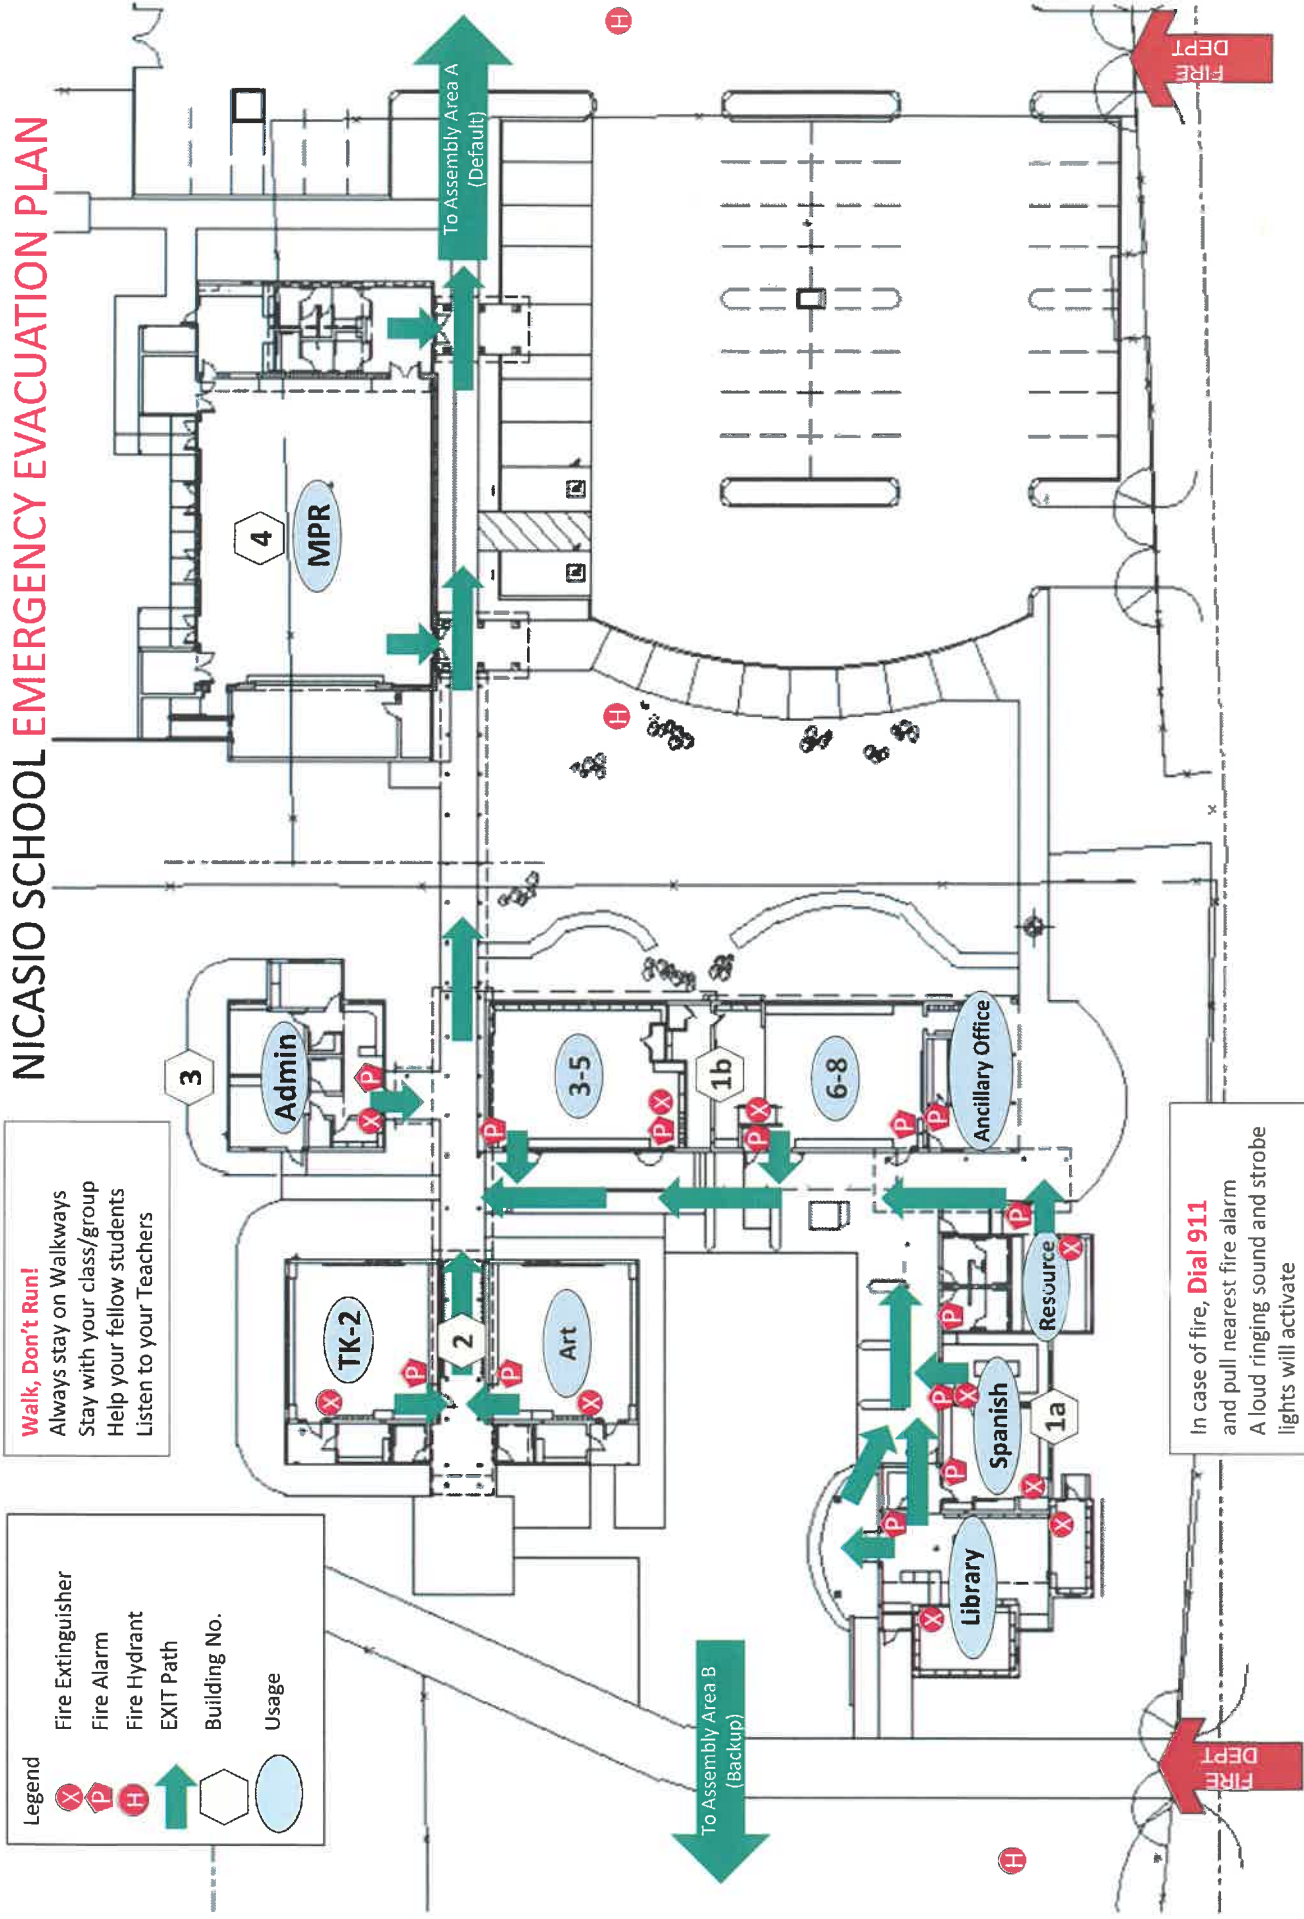 NICASIO SCHOOL EMERGENCY EVACUATION PLAN
Legend
X Fire Extinguisher
P Fire Alarm
H Fire Hydrant
EXIT Path
Building No.
Usage
Walk, Don't Run!
Always stay on Walkways
Stay with your class/group
Help your fellow students
Listen to your Teachers
3
Admin
X
P
4
MPR
To Assembly Area A
(Default)
H
TK-2
X
P
2
P
Art
X
P
3-5
P
X
1b
P
X
6-8
P
P
Ancillary Office
H
P
Resource
X
P
P
X
Spanish
P
X
1a
P
X
Library
X
To Assembly Area B
(Backup)
H
FIRE
DEPT
FIRE
DEPT
In case of fire, Dial 911
and pull nearest fire alarm
A loud ringing sound and strobe
lights will activate